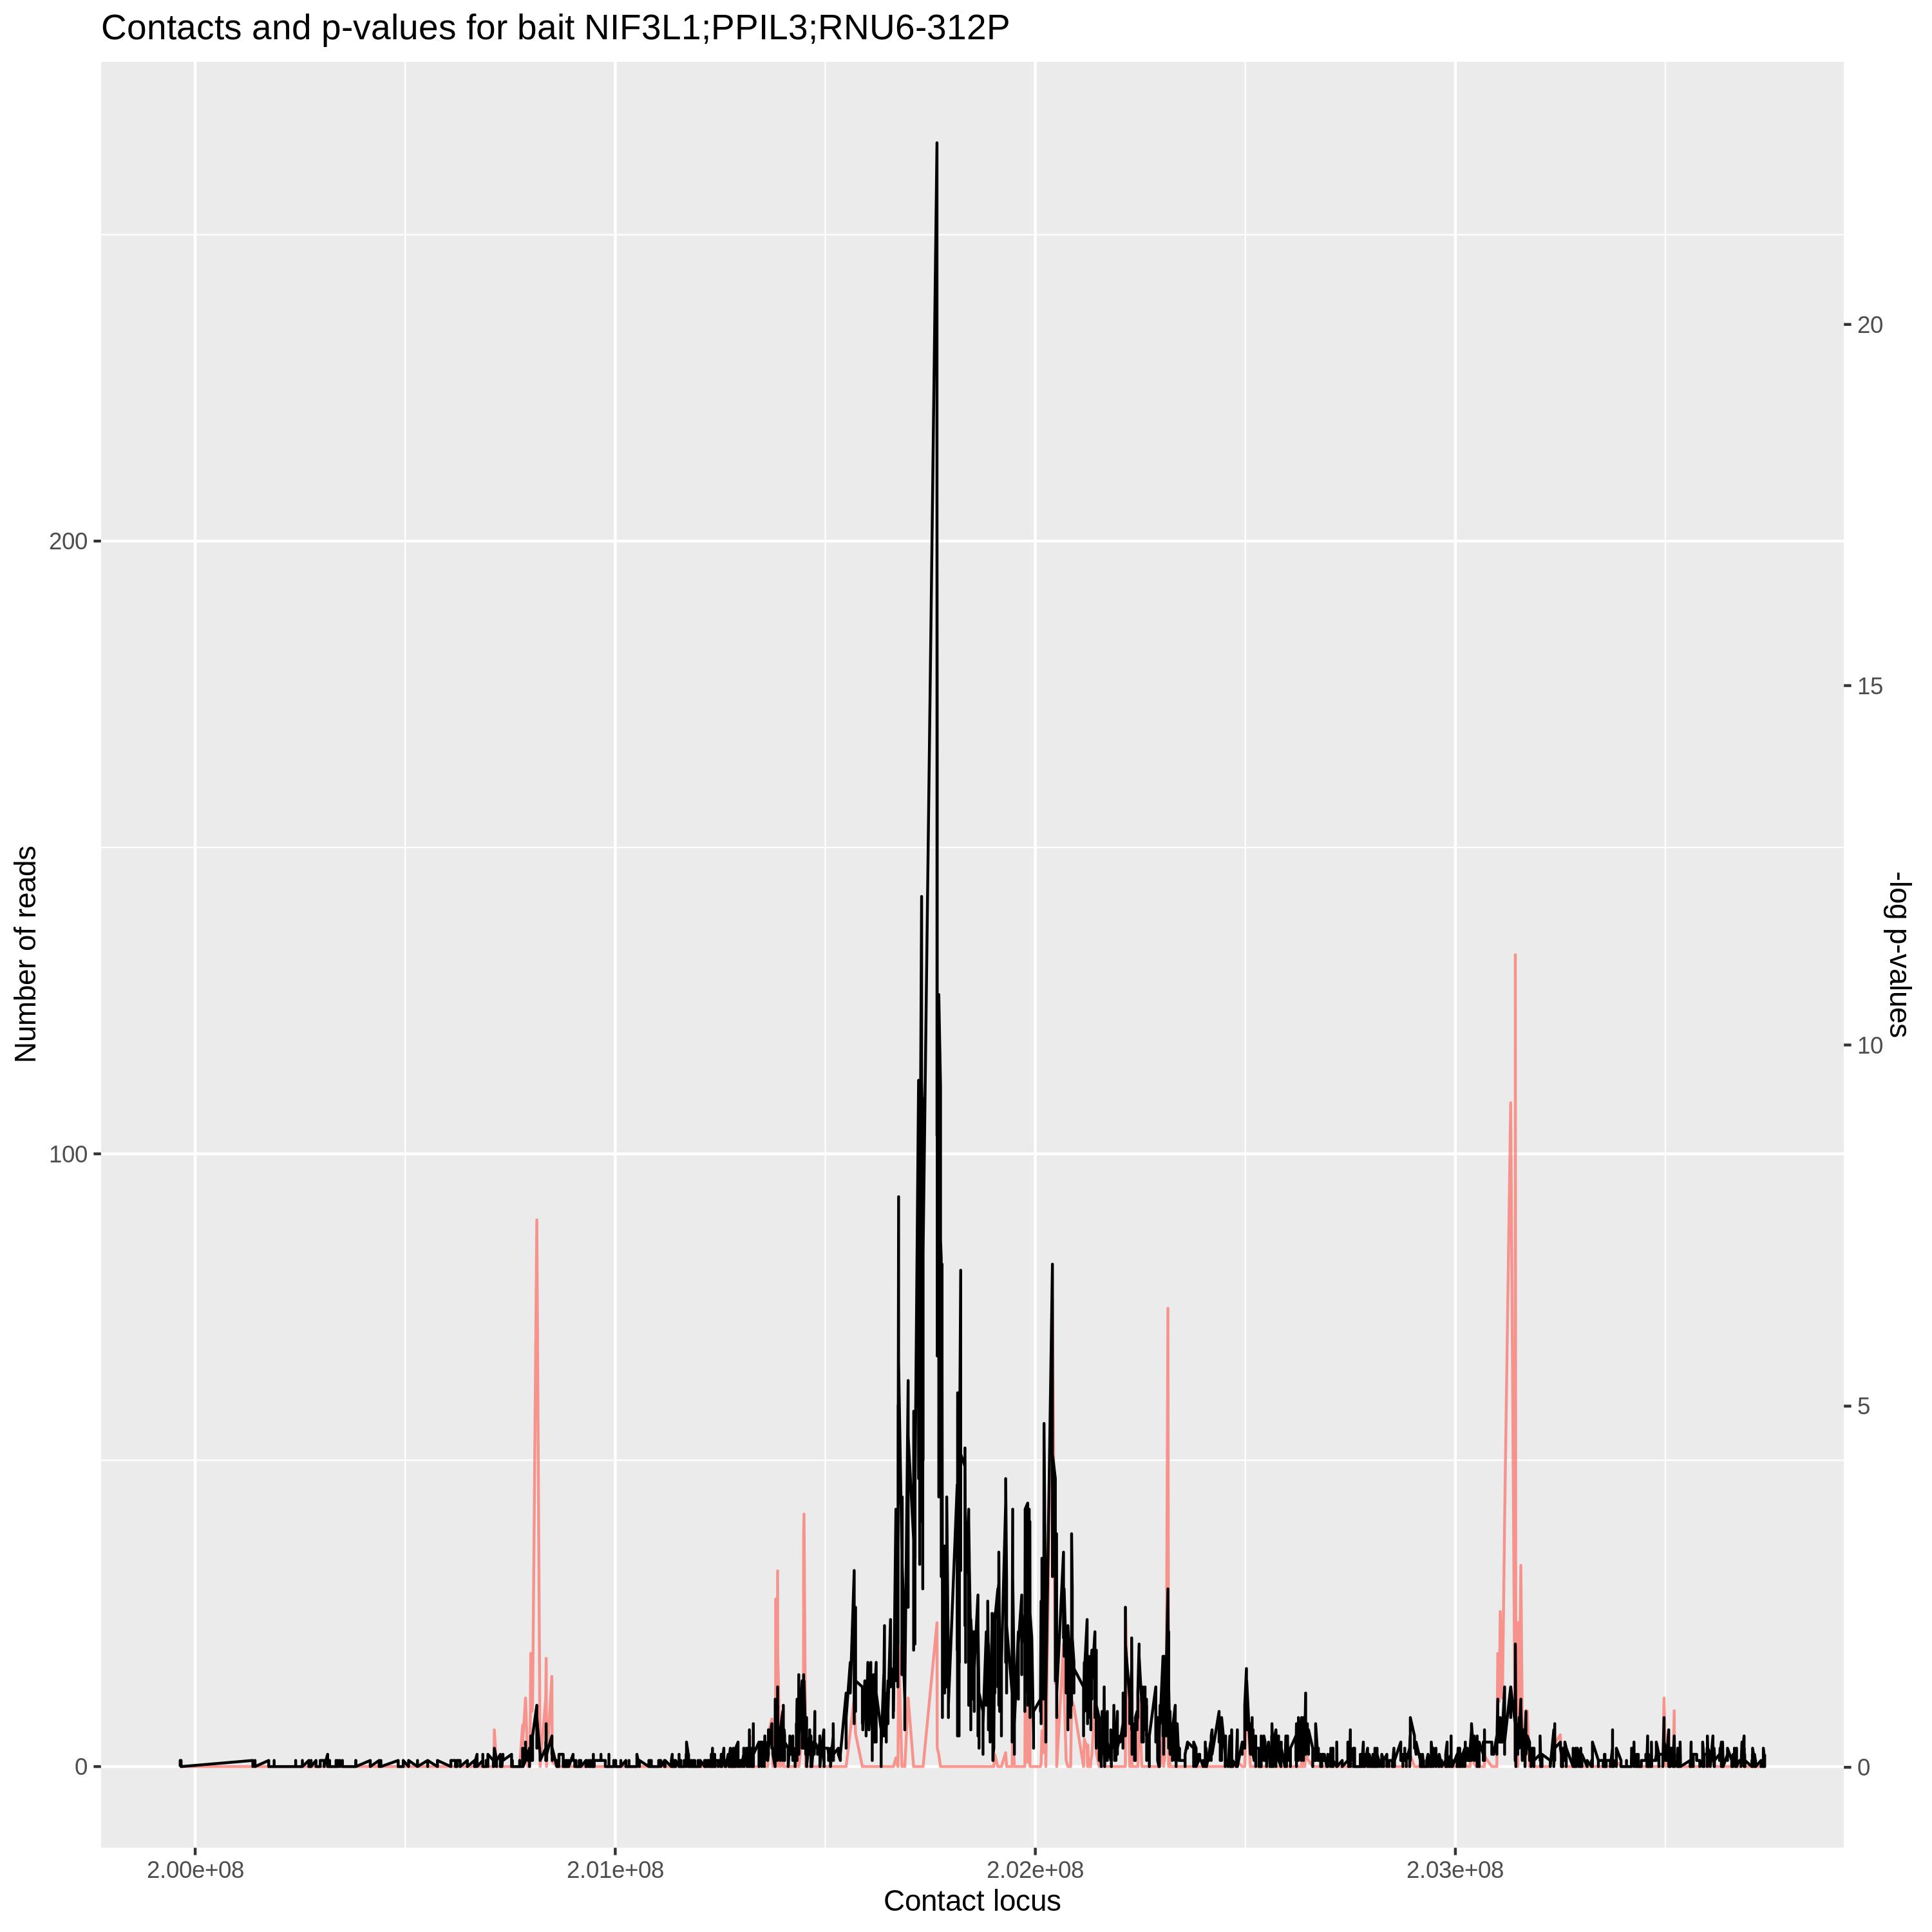 Contacts and p-values for bait NIF3L1;PPIL3;RNU6-312P
Number of reads
200
100
0
20
15
10
5
0
-log p-values
2.00e+08
2.01e+08
2.02e+08
2.03e+08
Contact locus